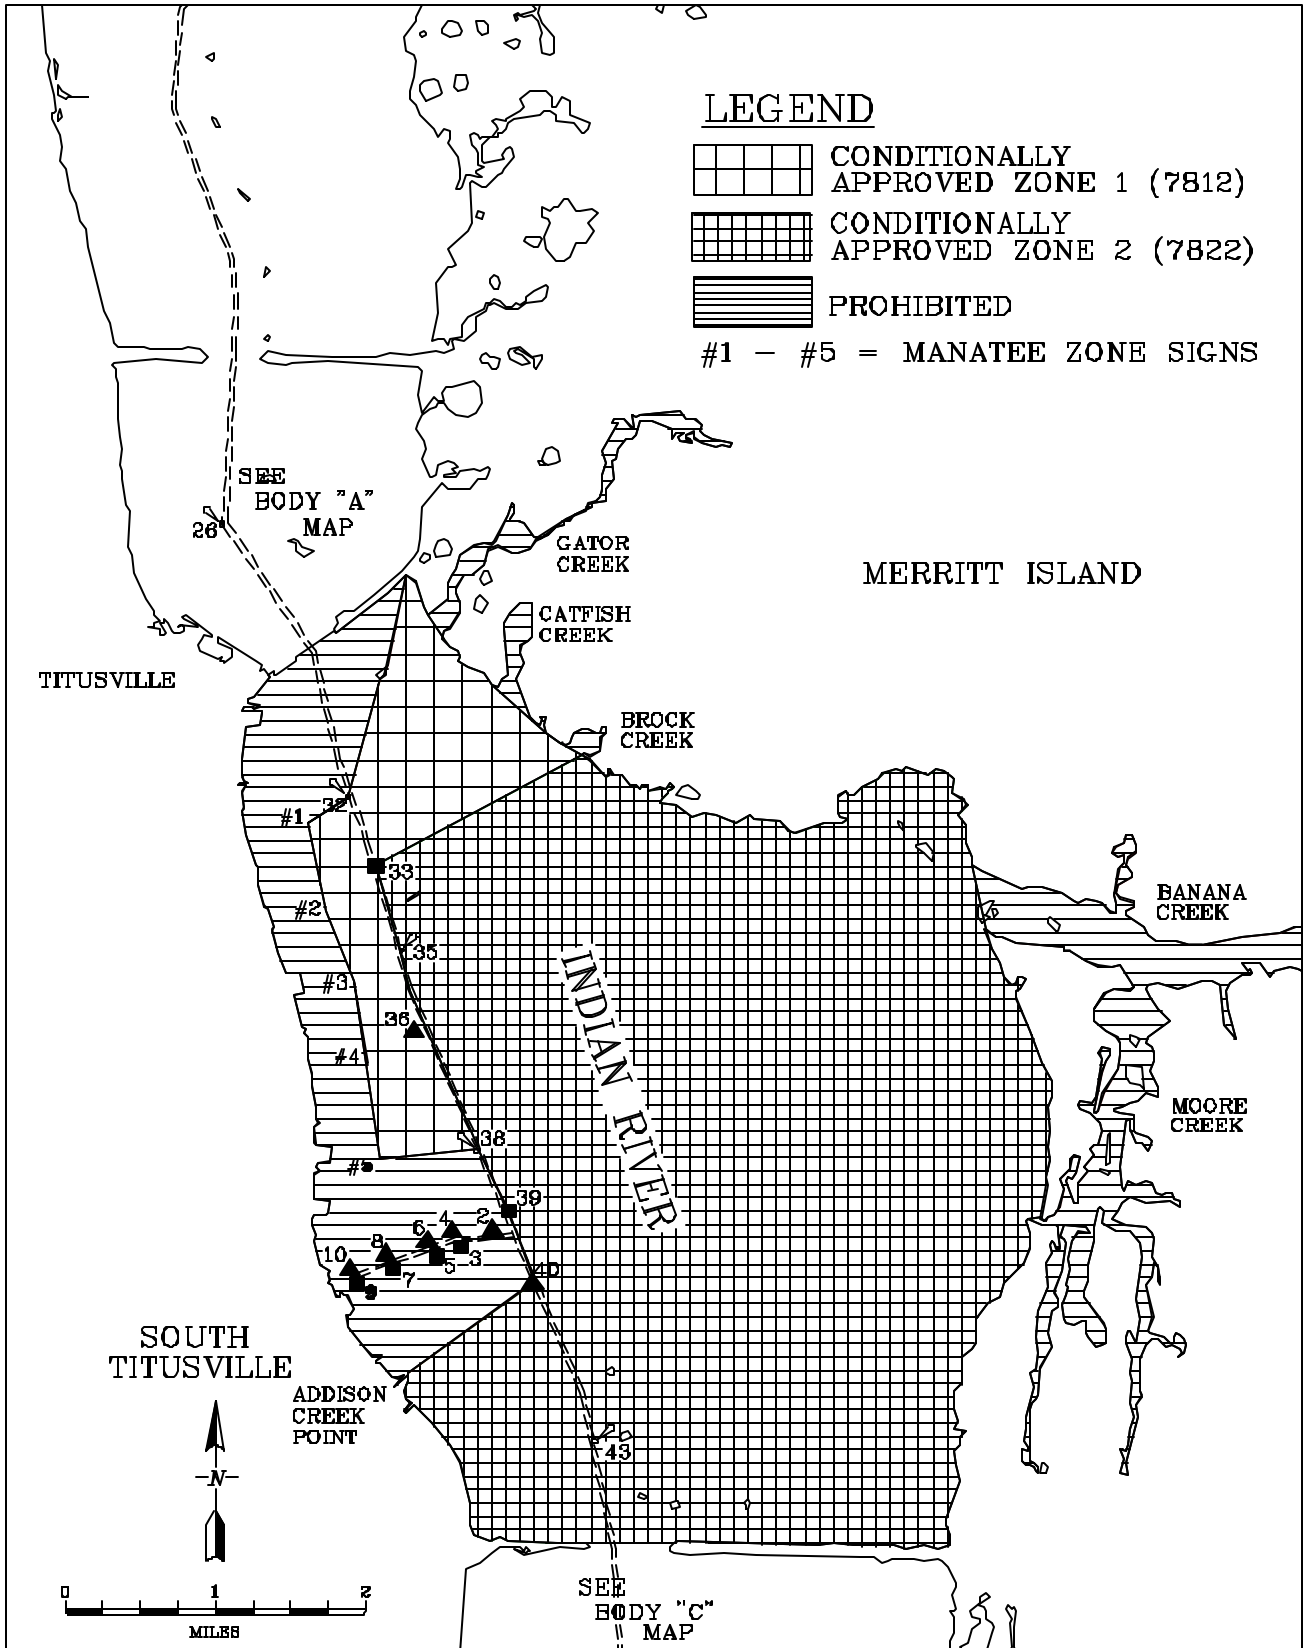 LEGEND
CONDITIONALLY
APPROVED ZONE 1 (7812)
CONDITIONALLY
APPROVED ZONE 2 (7822)
PROHIBITED
#1 - #5 = MANATEE ZONE SIGNS
SEE
BODY "A"
MAP
26
GATOR
CREEK
MERRITT ISLAND
CATFISH
CREEK
TITUSVILLE
BROCK
CREEK
32
#1
33
BANANA
CREEK
#2
35
INDIAN RIVER
#3
36
#4
MOORE
CREEK
38
#5
39
2
4
6
8
10
3
5
7
9
40
SOUTH
TITUSVILLE
ADDISON
CREEK
POINT
43
-N-
0 1 2
MILES
SEE
BODY "C"
MAP